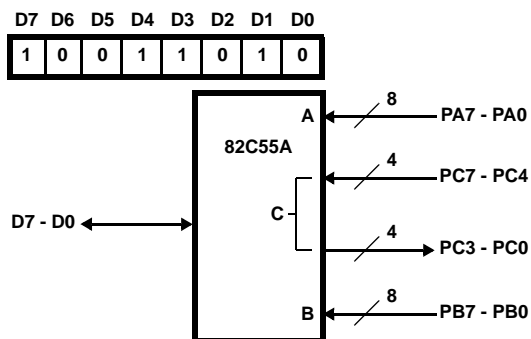 D7 D6 D5 D4 D3 D2 D1 D0
1 0 0 1 1 0 1 0
A 8 PA7 - PA0
82C55A
4 PC7 - PC4
C
D7 - D0
4 PC3 - PC0
B 8 PB7 - PB0